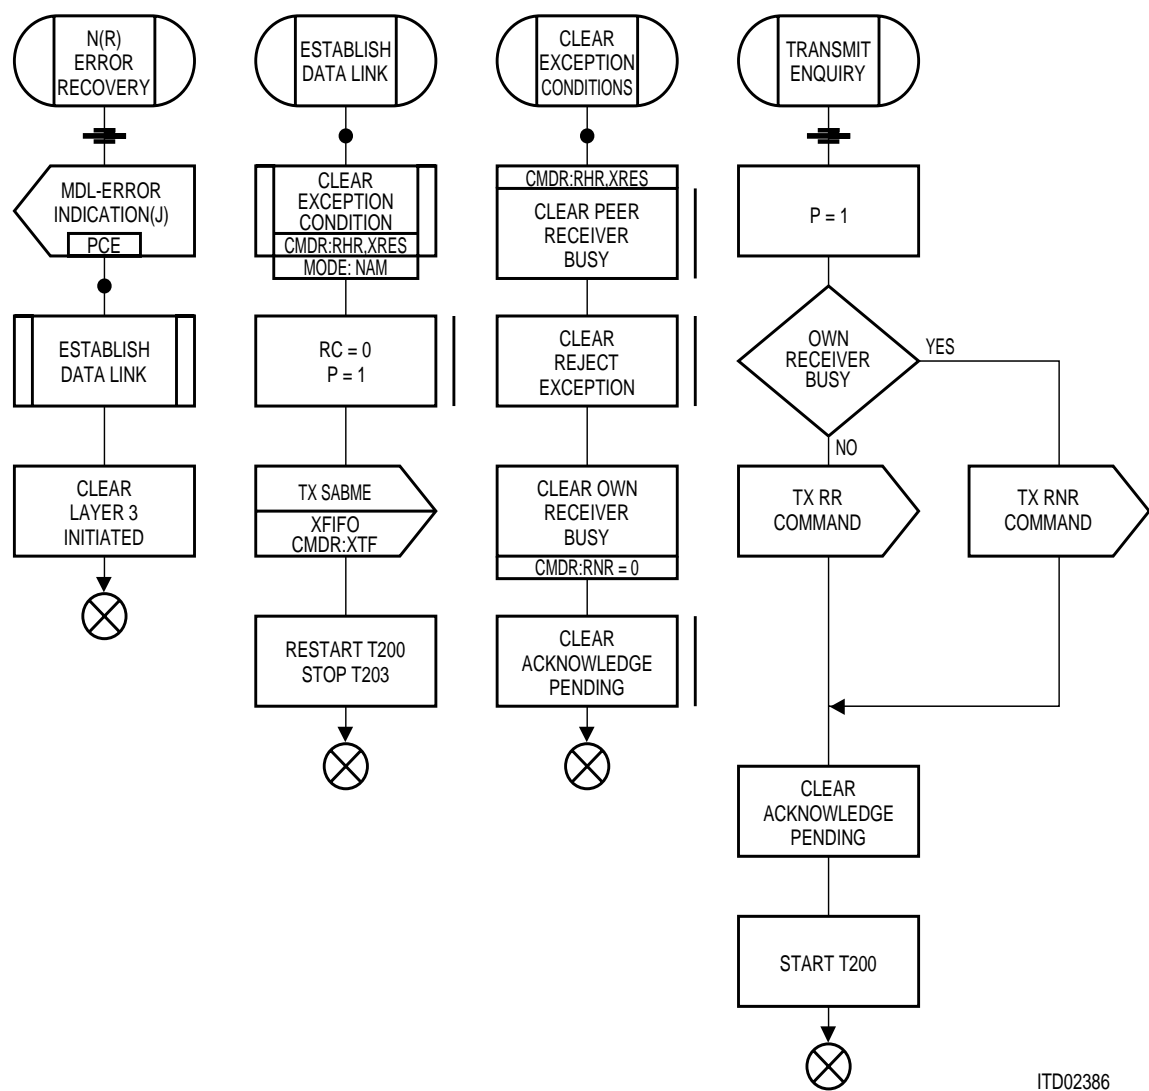 N(R)
ERROR
RECOVERY
MDL-ERROR
INDICATION(J)
PCE
ESTABLISH
DATA LINK
CLEAR
LAYER 3
INITIATED
ESTABLISH
DATA LINK
CLEAR
EXCEPTION
CONDITION
CMDR:RHR,XRES
MODE: NAM
RC = 0
P = 1
TX SABME
XFIFO
CMDR:XTF
RESTART T200
STOP T203
CLEAR
EXCEPTION
CONDITIONS
CMDR:RHR,XRES
CLEAR PEER
RECEIVER
BUSY
CLEAR
REJECT
EXCEPTION
CLEAR OWN
RECEIVER
BUSY
CMDR:RNR = 0
CLEAR
ACKNOWLEDGE
PENDING
TRANSMIT
ENQUIRY
P = 1
OWN
RECEIVER
BUSY
YES
NO
TX RR
COMMAND
TX RNR
COMMAND
CLEAR
ACKNOWLEDGE
PENDING
START T200
ITD02386